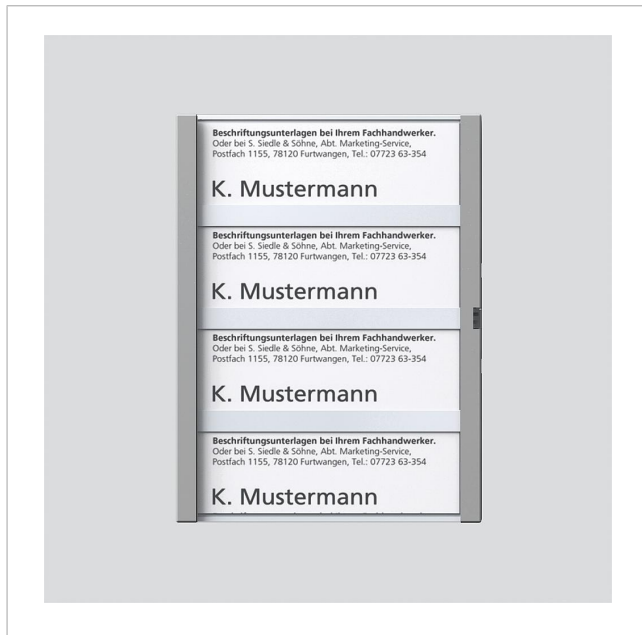 Beschriftungsunterlagen bei Ihrem Fachhandwerker.
Oder bei S. Siedle & Söhne, Abt. Marketing-Service,
Postfach 1155, 78120 Furtwangen, Tel.: 07723 63-354
K. Mustermann
Beschriftungsunterlagen bei Ihrem Fachhandwerker.
Oder bei S. Siedle & Söhne, Abt. Marketing-Service,
Postfach 1155, 78120 Furtwangen, Tel.: 07723 63-354
K. Mustermann
Beschriftungsunterlagen bei Ihrem Fachhandwerker.
Oder bei S. Siedle & Söhne, Abt. Marketing-Service,
Postfach 1155, 78120 Furtwangen, Tel.: 07723 63-354
K. Mustermann
Beschriftungsunterlagen bei Ihrem Fachhandwerker.
Oder bei S. Siedle & Söhne, Abt. Marketing-Service,
Postfach 1155, 78120 Furtwangen, Tel.: 07723 63-354
K. Mustermann